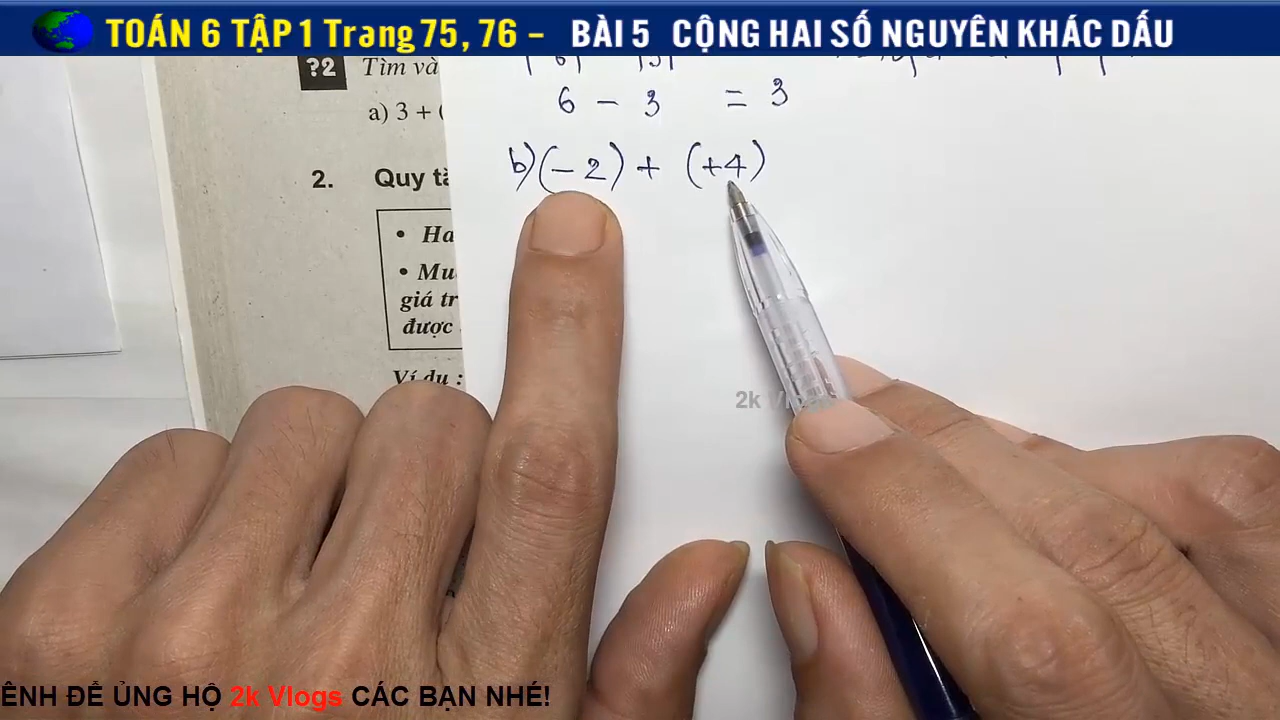 TOÁN 6 TẬP 1 Trang 75, 76 – BÀI 5 CỘNG HAI SỐ NGUYÊN KHÁC DẤU
?2 Tìm và
a) 3 + (
6 - 3 = 3
b) (-2) + (+4)
2. Quy tắ
• Ha
• Mu
giá tr
được
Ví dụ :
2k Vlogs
ÊNH ĐỂ ỦNG HỘ 2k Vlogs CÁC BẠN NHÉ!